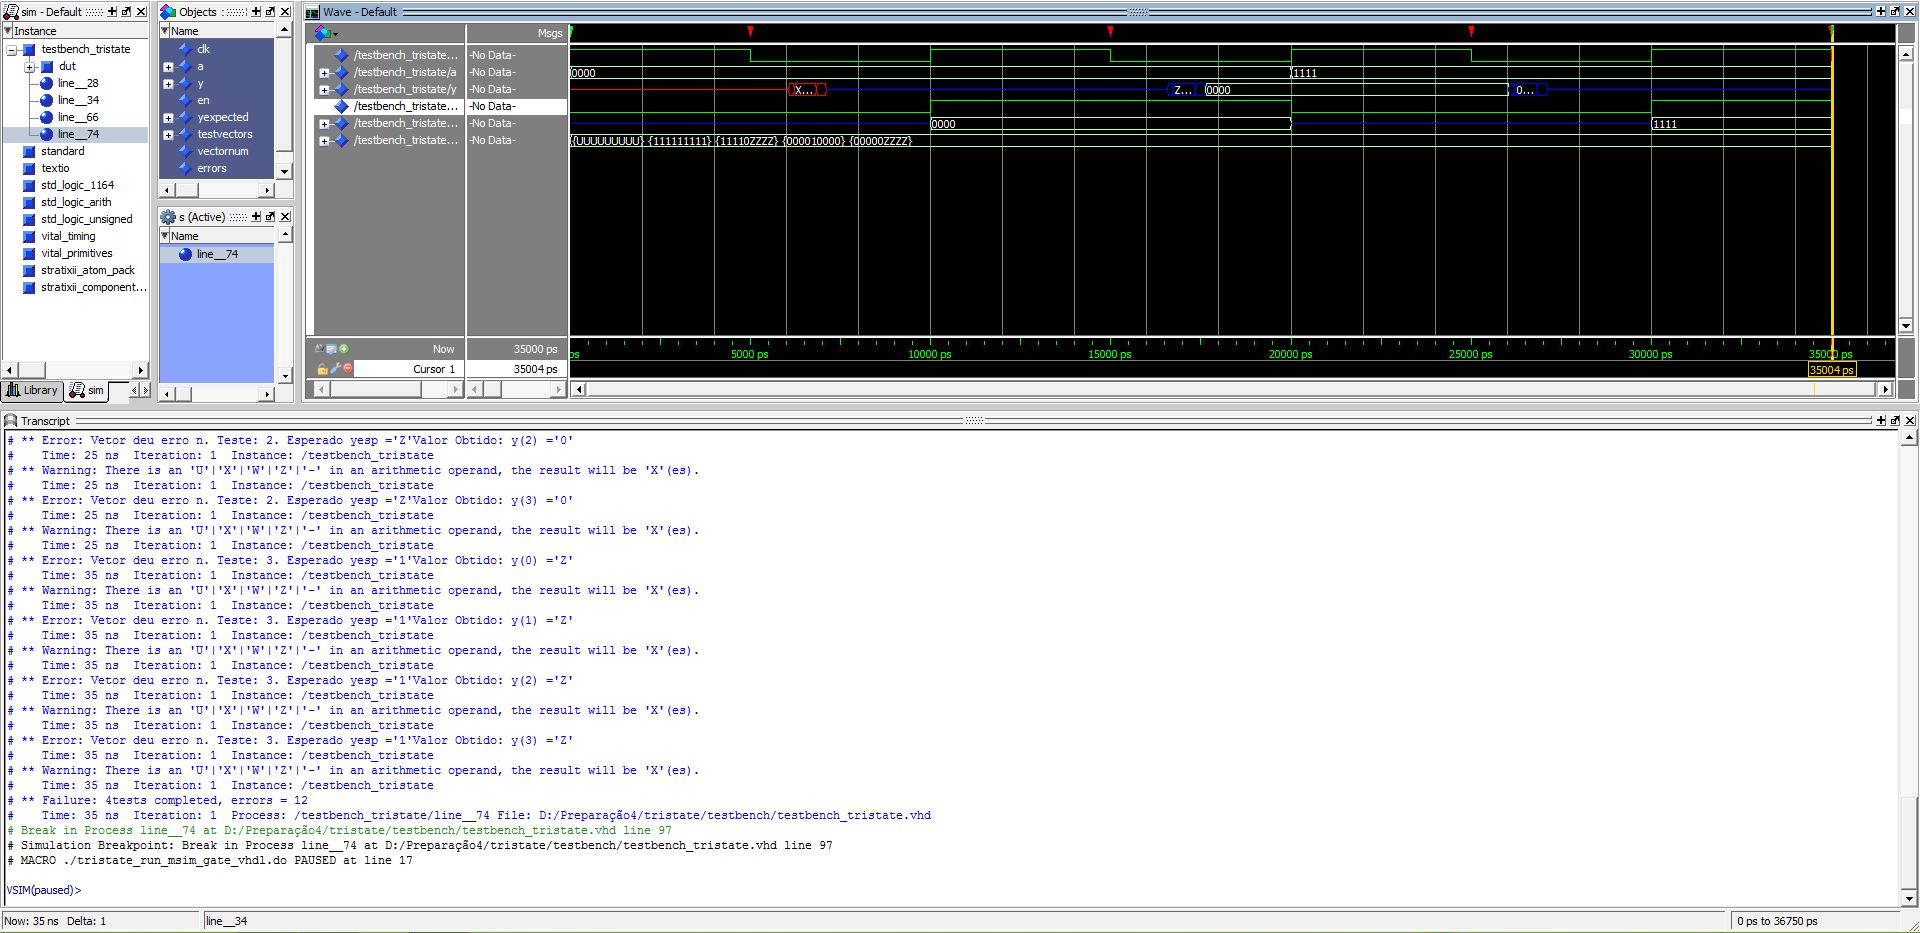 sim - Default
Instance
testbench_tristate
dut
line__28
line__34
line__66
line__74
standard
textio
std_logic_1164
std_logic_arith
std_logic_unsigned
vital_timing
vital_primitives
stratixii_atom_pack
stratixii_component...
Library
sim
Objects
Name
clk
a
y
en
yexpected
testvectors
vectornum
errors
s (Active)
Name
line__74
Wave - Default
Msgs
/testbench_tristate... -No Data-
/testbench_tristate/a -No Data- 0000 1111
/testbench_tristate/y -No Data- X... Z... 0000 0...
/testbench_tristate... -No Data-
/testbench_tristate... -No Data- 0000 1111
/testbench_tristate... -No Data- {{UUUUUUUUU} {111111111} {11110ZZZZ} {000010000} {00000ZZZZ}
Now 35000 ps ps 5000 ps 10000 ps 15000 ps 20000 ps 25000 ps 30000 ps 35000 ps
Cursor 1 35004 ps 35004 ps
Transcript
# ** Error: Vetor deu erro n. Teste: 2. Esperado yesp ='Z'Valor Obtido: y(2) ='0'
# Time: 25 ns Iteration: 1 Instance: /testbench_tristate
# ** Warning: There is an 'U'|'X'|'W'|'Z'|'-' in an arithmetic operand, the result will be 'X'(es).
# Time: 25 ns Iteration: 1 Instance: /testbench_tristate
# ** Error: Vetor deu erro n. Teste: 2. Esperado yesp ='Z'Valor Obtido: y(3) ='0'
# Time: 25 ns Iteration: 1 Instance: /testbench_tristate
# ** Warning: There is an 'U'|'X'|'W'|'Z'|'-' in an arithmetic operand, the result will be 'X'(es).
# Time: 25 ns Iteration: 1 Instance: /testbench_tristate
# ** Error: Vetor deu erro n. Teste: 3. Esperado yesp ='1'Valor Obtido: y(0) ='Z'
# Time: 35 ns Iteration: 1 Instance: /testbench_tristate
# ** Warning: There is an 'U'|'X'|'W'|'Z'|'-' in an arithmetic operand, the result will be 'X'(es).
# Time: 35 ns Iteration: 1 Instance: /testbench_tristate
# ** Error: Vetor deu erro n. Teste: 3. Esperado yesp ='1'Valor Obtido: y(1) ='Z'
# Time: 35 ns Iteration: 1 Instance: /testbench_tristate
# ** Warning: There is an 'U'|'X'|'W'|'Z'|'-' in an arithmetic operand, the result will be 'X'(es).
# Time: 35 ns Iteration: 1 Instance: /testbench_tristate
# ** Error: Vetor deu erro n. Teste: 3. Esperado yesp ='1'Valor Obtido: y(2) ='Z'
# Time: 35 ns Iteration: 1 Instance: /testbench_tristate
# ** Warning: There is an 'U'|'X'|'W'|'Z'|'-' in an arithmetic operand, the result will be 'X'(es).
# Time: 35 ns Iteration: 1 Instance: /testbench_tristate
# ** Error: Vetor deu erro n. Teste: 3. Esperado yesp ='1'Valor Obtido: y(3) ='Z'
# Time: 35 ns Iteration: 1 Instance: /testbench_tristate
# ** Warning: There is an 'U'|'X'|'W'|'Z'|'-' in an arithmetic operand, the result will be 'X'(es).
# Time: 35 ns Iteration: 1 Instance: /testbench_tristate
# ** Failure: 4tests completed, errors = 12
# Time: 35 ns Iteration: 1 Process: /testbench_tristate/line__74 File: D:/Preparação4/tristate/testbench/testbench_tristate.vhd
# Break in Process line__74 at D:/Preparação4/tristate/testbench/testbench_tristate.vhd line 97
# Simulation Breakpoint: Break in Process line__74 at D:/Preparação4/tristate/testbench/testbench_tristate.vhd line 97
# MACRO ./tristate_run_msim_gate_vhdl.do PAUSED at line 17
VSIM(paused)>
Now: 35 ns Delta: 1 line__34 0 ps to 36750 ps